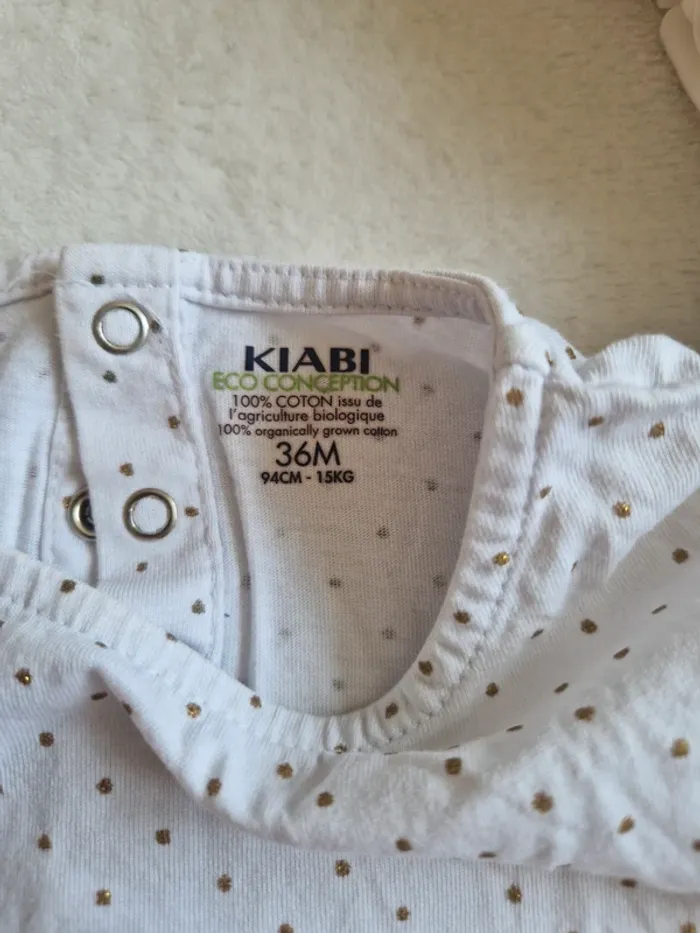 KIABI
ECO CONCEPTION
100% COTON issu de
l'agriculture biologique
100% organically grown cotton
36M
94CM - 15KG